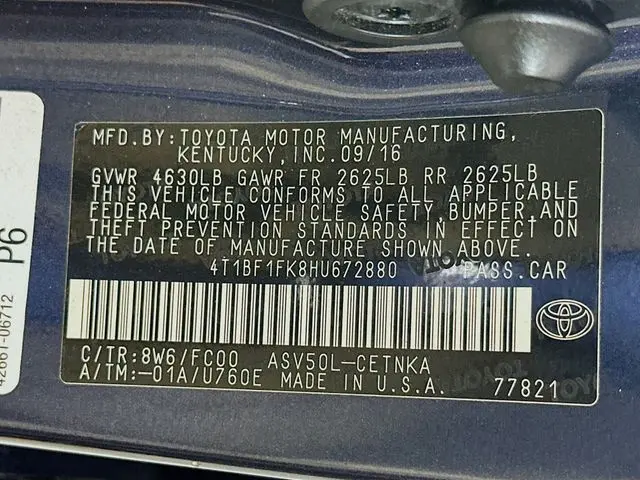 MFD.BY:TOYOTA MOTOR MANUFACTURING,
KENTUCKY,INC.09/16
GVWR 4630LB GAWR FR 2625LB RR 2625LB
THIS VEHICLE CONFORMS TO ALL APPLICABLE
FEDERAL MOTOR VEHICLE SAFETY,BUMPER,AND
THEFT PREVENTION STANDARDS IN EFFECT ON
THE DATE OF MANUFACTURE SHOWN ABOVE.
4T1BF1FK8HU672880 PASS.CAR
C/TR:8W6/FC00 ASV50L-CETNKA
A/TM:-01A/U760E MADE IN U.S.A. 77821
P6
42661-06712